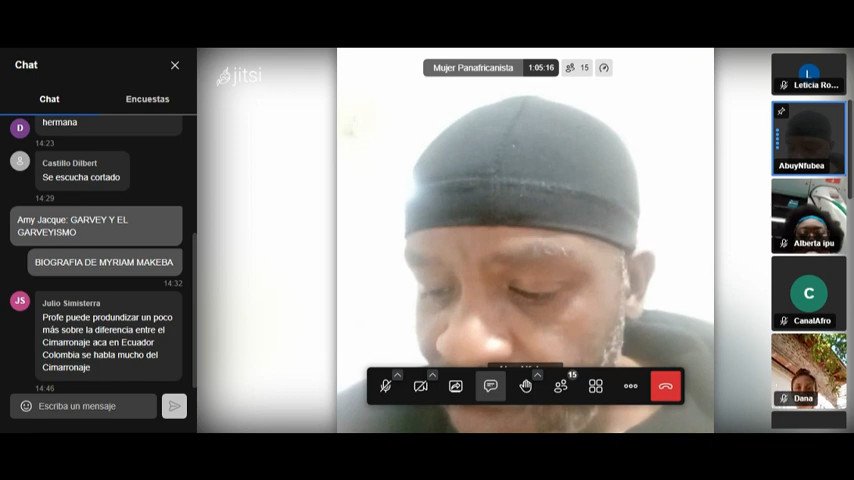 Chat
Chat
Encuestas
D
hermana
14:23
Castillo Dilbert
Se escucha cortado
14:29
Amy Jacque: GARVEY Y EL
GARVEYISMO
BIOGRAFIA DE MYRIAM MAKEBA
14:32
JS
Julio Simisterra
Profe puede produndizar un poco
más sobre la diferencia entre el
Cimarronaje aca en Ecuador
Colombia se habla mucho del
Cimarronaje
14:46
Escriba un mensaje
jitsi
Mujer Panafricanista
1:05:16
15
15
L
Leticia Ro...
AbuyNfubea
Alberta ipu
C
CanalAfro
Dana